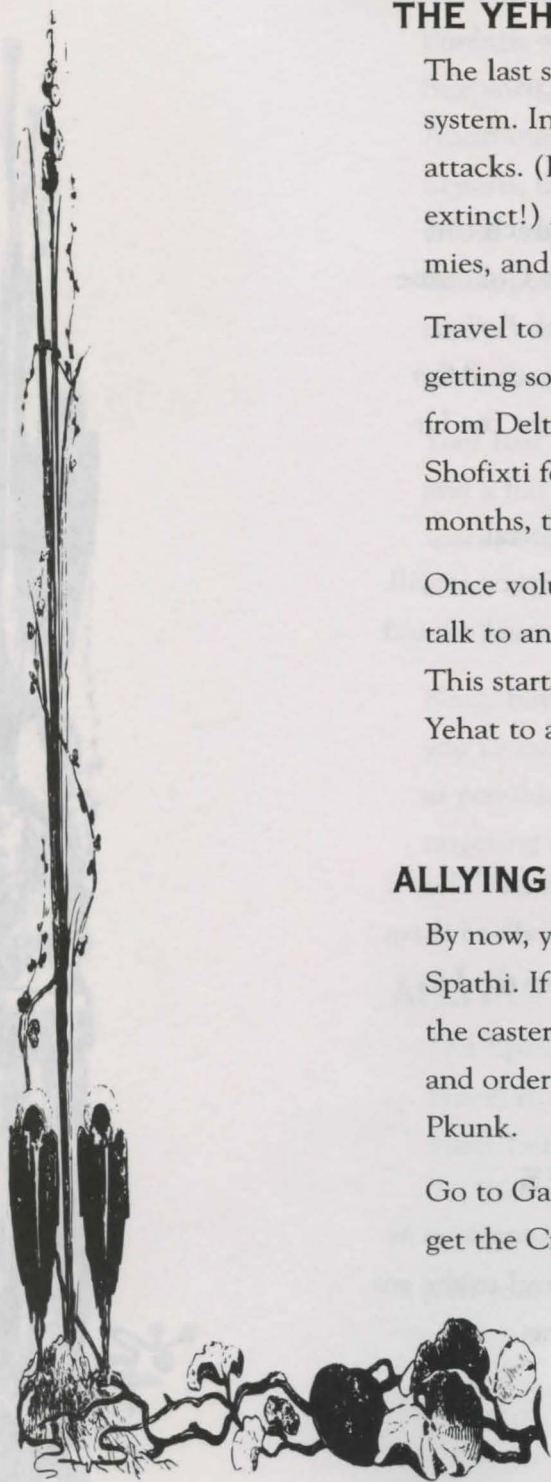 THE YEH
The last s
system. In
attacks. (
extinct!)
mies, and
Travel to
getting so
from Delt
Shofixti fe
months, t
Once volu
talk to an
This start
Yehat to a
ALLYING
By now, y
Spathi. If
the caster
and order
Pkunk.
Go to Ga
get the C